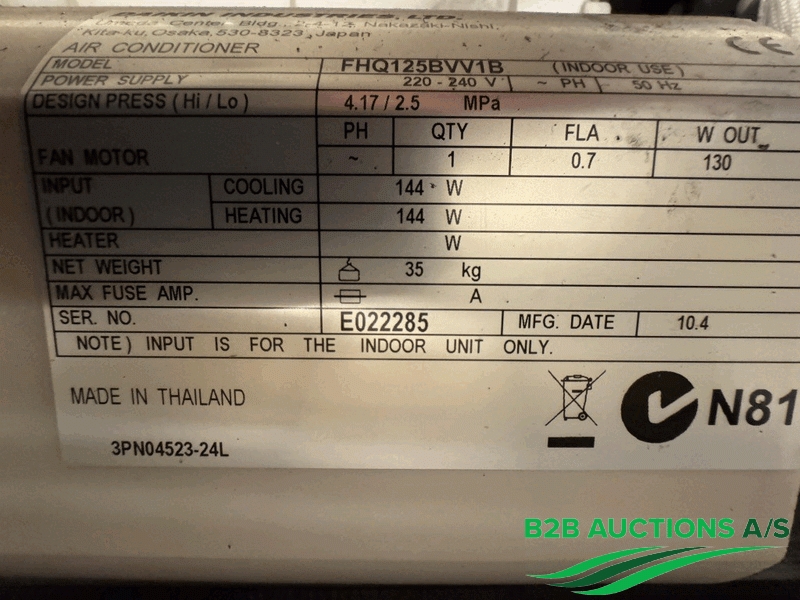 DAIKIN INDUSTRIES, LTD.
Umeda Center Bldg., 2-4-12, Nakazaki-Nishi,
Kita-ku, Osaka, 530-8323, Japan
CE
AIR CONDITIONER
MODEL FHQ125BVV1B (INDOOR USE)
POWER SUPPLY 220 - 240 V ~ PH 50 Hz
DESIGN PRESS (Hi / Lo) 4.17 / 2.5 MPa
PH QTY FLA W OUT
FAN MOTOR ~ 1 0.7 130
INPUT COOLING 144 W
(INDOOR) HEATING 144 W
HEATER W
NET WEIGHT 35 kg
MAX FUSE AMP. A
SER. NO. E022285 MFG. DATE 10.4
NOTE) INPUT IS FOR THE INDOOR UNIT ONLY.
MADE IN THAILAND
N81
3PN04523-24L
B2B AUCTIONS A/S